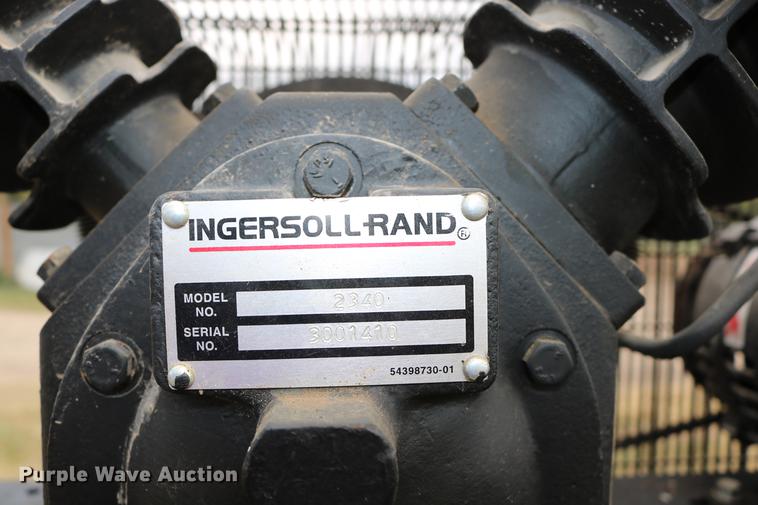 INGERSOLL-RAND®
MODEL NO. 2340
SERIAL NO. 3001410
54398730-01
Purple Wave Auction